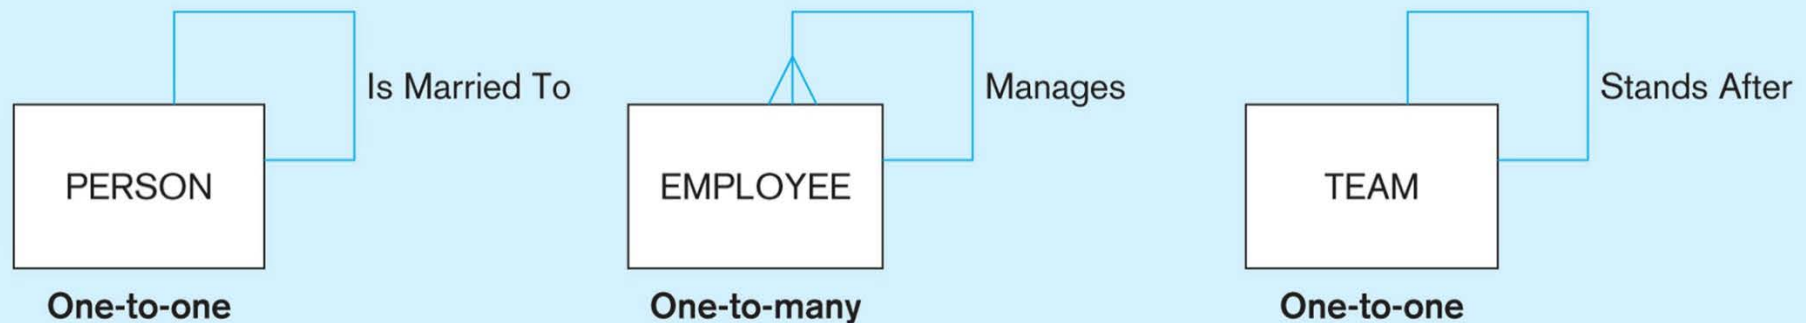 Is Married To
Manages
Stands After
PERSON
EMPLOYEE
TEAM
One-to-one
One-to-many
One-to-one